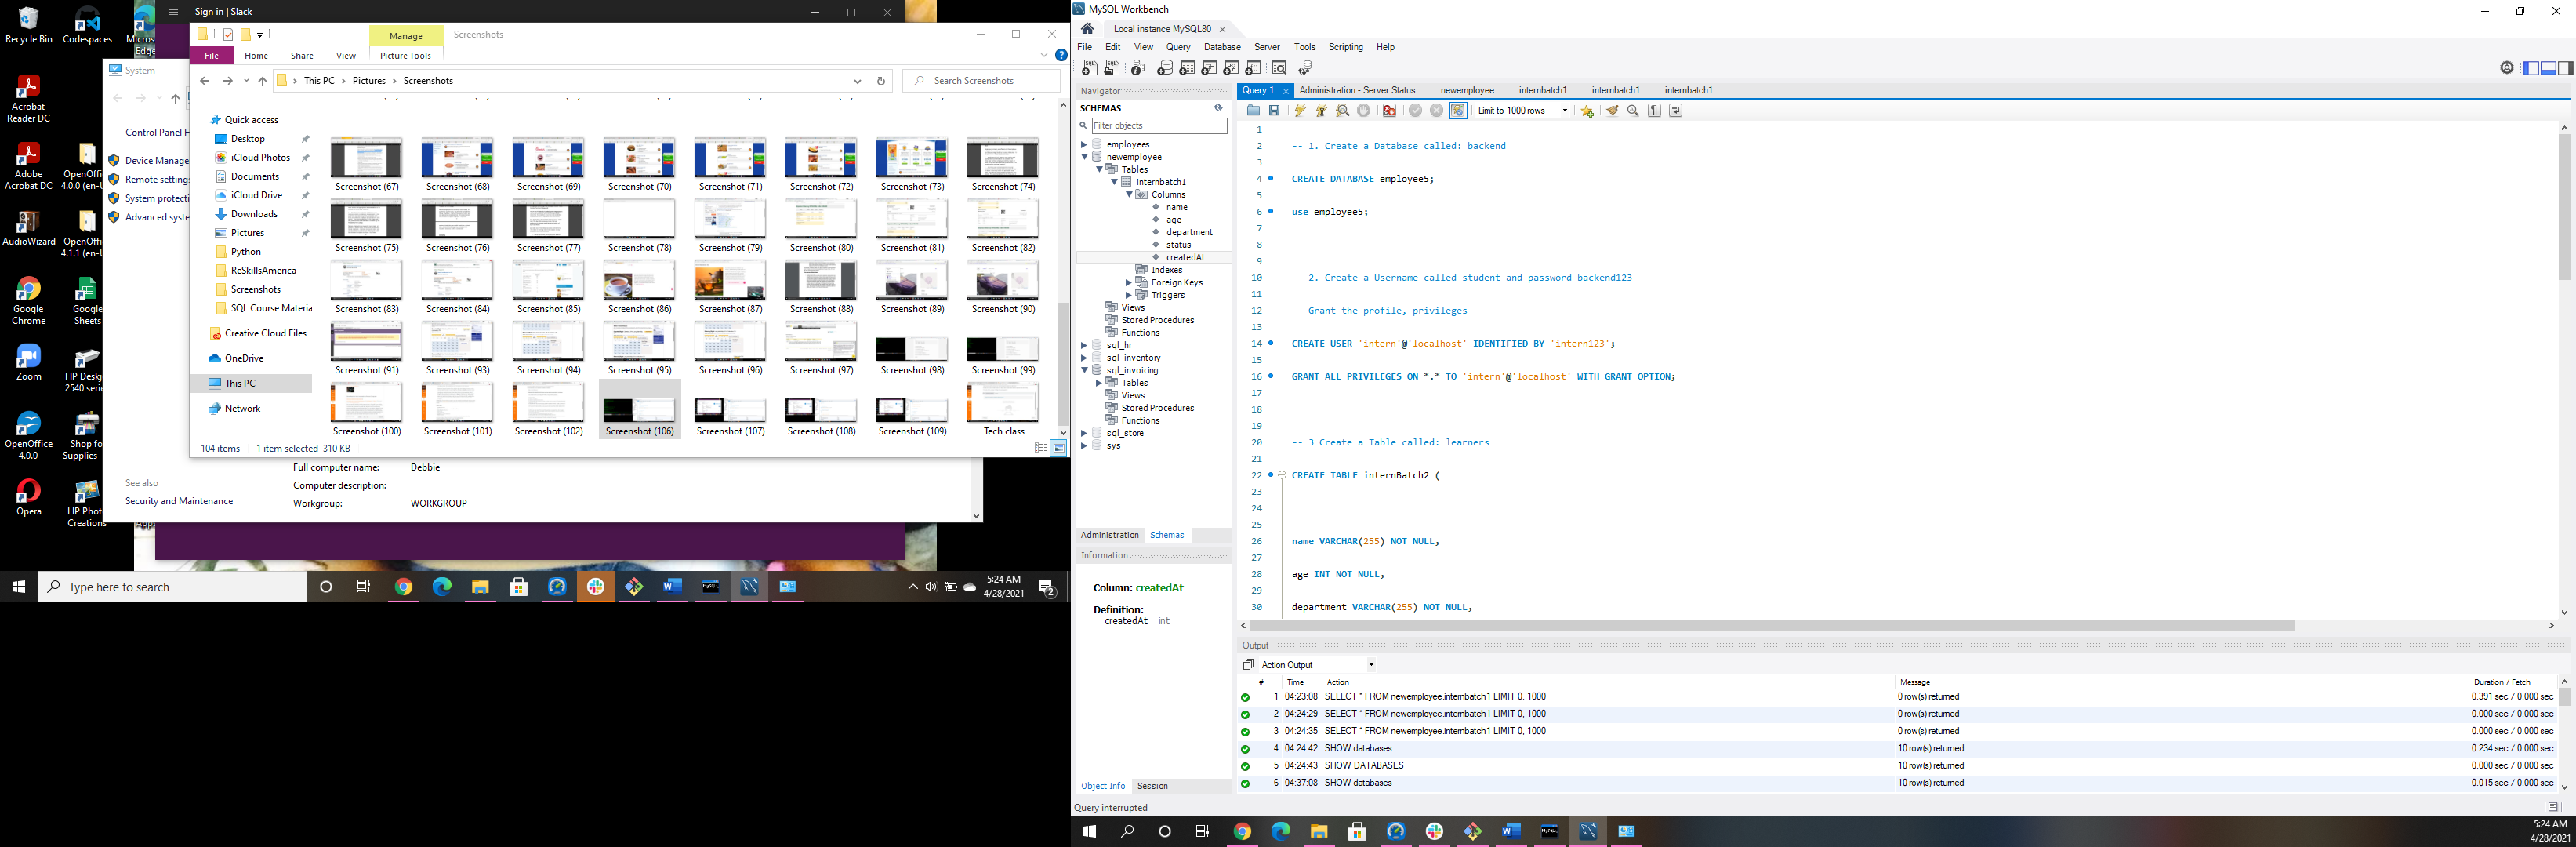 Recycle Bin
Codespaces
Micros
Edge
Acrobat
Reader DC
Adobe
Acrobat DC
OpenOffi
4.0.0 (en-U
AudioWizard
OpenOffi
4.1.1 (en-U
Google
Chrome
Google
Sheets
Zoom
HP Deskj
2540 serie
OpenOffice
4.0.0
Shop fo
Supplies -
Opera
HP Phot
Creations
Sign in | Slack
System
Control Panel H
Device Manage
Remote setting
System protecti
Advanced syste
See also
Security and Maintenance
Full computer name: Debbie
Computer description:
Workgroup: WORKGROUP
Manage
Screenshots
File Home Share View Picture Tools
This PC > Pictures > Screenshots
Search Screenshots
Quick access
Desktop
iCloud Photos
Documents
iCloud Drive
Downloads
Pictures
Python
ReSkillsAmerica
Screenshots
SQL Course Materia
Creative Cloud Files
OneDrive
This PC
Network
Screenshot (67) Screenshot (68) Screenshot (69) Screenshot (70) Screenshot (71) Screenshot (72) Screenshot (73) Screenshot (74)
Screenshot (75) Screenshot (76) Screenshot (77) Screenshot (78) Screenshot (79) Screenshot (80) Screenshot (81) Screenshot (82)
Screenshot (83) Screenshot (84) Screenshot (85) Screenshot (86) Screenshot (87) Screenshot (88) Screenshot (89) Screenshot (90)
Screenshot (91) Screenshot (93) Screenshot (94) Screenshot (95) Screenshot (96) Screenshot (97) Screenshot (98) Screenshot (99)
Screenshot (100) Screenshot (101) Screenshot (102) Screenshot (106) Screenshot (107) Screenshot (108) Screenshot (109) Tech class
104 items 1 item selected 310 KB
Type here to search
5:24 AM
4/28/2021
2
MySQL Workbench
Local instance MySQL80
File Edit View Query Database Server Tools Scripting Help
Navigator
SCHEMAS
Filter objects
employees
newemployee
Tables
internbatch1
Columns
name
age
department
status
createdAt
Indexes
Foreign Keys
Triggers
Views
Stored Procedures
Functions
sql_hr
sql_inventory
sql_invoicing
Tables
Views
Stored Procedures
Functions
sql_store
sys
Administration Schemas
Information
Column: createdAt
Definition:
createdAt int
Object Info Session
Query interrupted
Query 1 Administration - Server Status newemployee internbatch1 internbatch1 internbatch1
Limit to 1000 rows
1
2 -- 1. Create a Database called: backend
3
4 CREATE DATABASE employee5;
5
6 use employee5;
7
8
9
10 -- 2. Create a Username called student and password backend123
11
12 -- Grant the profile, privileges
13
14 CREATE USER 'intern'@'localhost' IDENTIFIED BY 'intern123';
15
16 GRANT ALL PRIVILEGES ON *.* TO 'intern'@'localhost' WITH GRANT OPTION;
17
18
19
20 -- 3 Create a Table called: learners
21
22 CREATE TABLE internBatch2 (
23
24
25
26 name VARCHAR(255) NOT NULL,
27
28 age INT NOT NULL,
29
30 department VARCHAR(255) NOT NULL,
Output
Action Output
# Time Action Message Duration / Fetch
1 04:23:08 SELECT * FROM newemployee.internbatch1 LIMIT 0, 1000 0 row(s) returned 0.391 sec / 0.000 sec
2 04:24:29 SELECT * FROM newemployee.internbatch1 LIMIT 0, 1000 0 row(s) returned 0.000 sec / 0.000 sec
3 04:24:35 SELECT * FROM newemployee.internbatch1 LIMIT 0, 1000 0 row(s) returned 0.000 sec / 0.000 sec
4 04:24:42 SHOW databases 10 row(s) returned 0.234 sec / 0.000 sec
5 04:24:43 SHOW DATABASES 10 row(s) returned 0.000 sec / 0.000 sec
6 04:37:08 SHOW databases 10 row(s) returned 0.015 sec / 0.000 sec
5:24 AM
4/28/2021